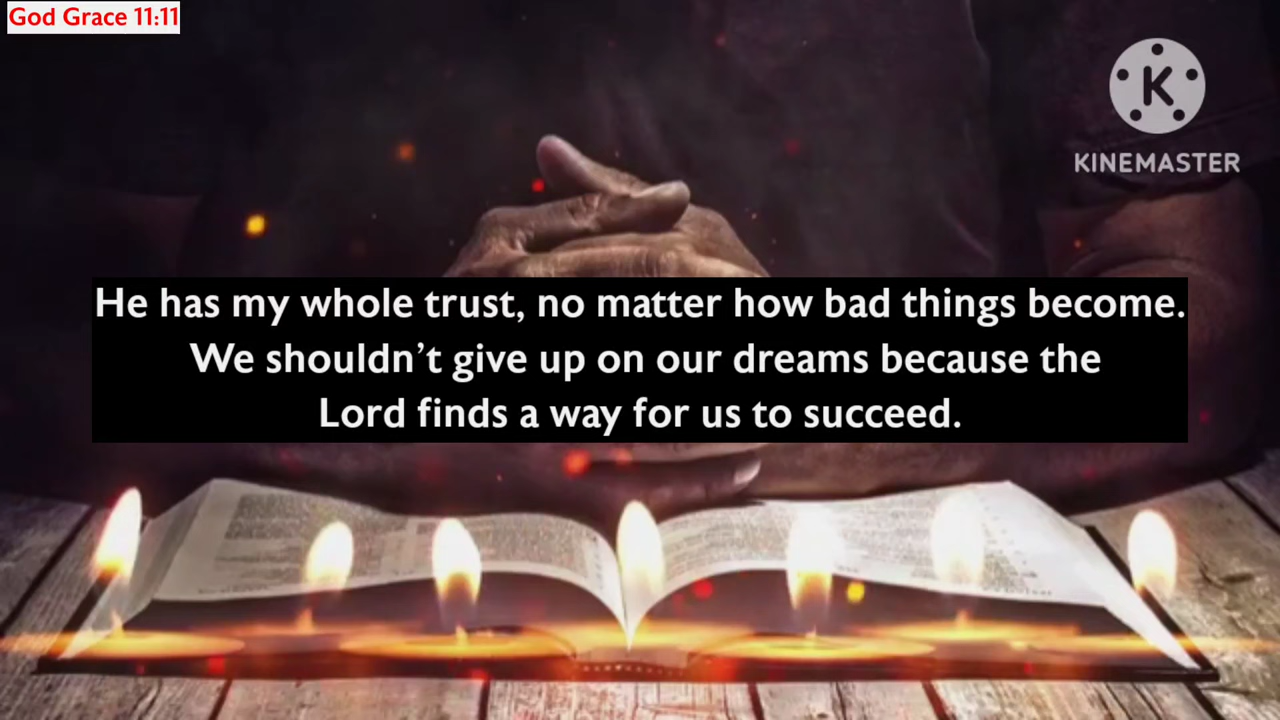 God Grace 11:11
K
KINEMASTER
He has my whole trust, no matter how bad things become.
We shouldn’t give up on our dreams because the
Lord finds a way for us to succeed.